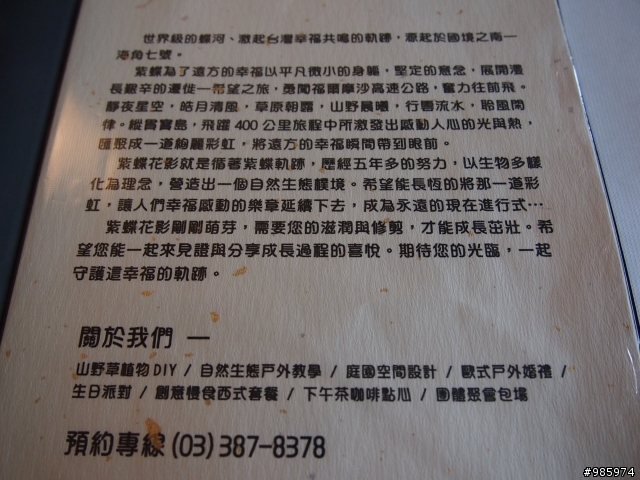 世界級的蝶河、激起台灣幸福共鳴的軌跡，源起於國境之南—
港角七號。
紫蝶為了遠方的幸福以平凡微小的身軀，堅定的意念，展開漫
長艱辛的遷徙—希望之旅，勇闖福爾摩沙高速公路，奮力往前飛。
靜夜星空，皓月清風，草原朝露，山野晨曦，行雲流水，貽風閒
律。縱貫寶島，飛躍400公里旅程中所激發出感動人心的光與熱，
匯聚成一道絢麗彩虹，將遠方的幸福瞬間帶到眼前。
紫蝶花影就是循著紫蝶軌跡，歷經五年多的努力，以生物多樣
化為理念，營造出一個自然生態樸境。希望能長恆的將那一道彩
虹，讓人們幸福感動的樂章延續下去，成為永遠的現在進行式…
紫蝶花影剛剛萌芽，需要您的滋潤與修剪，才能成長茁壯。希
望您能一起來見證與分享成長過程的喜悅。期待您的光臨，一起
守護這幸福的軌跡。
關於我們 —
山野草植物DIY / 自然生態戶外教學 / 庭園空間設計 / 歐式戶外婚禮 /
生日派對 / 創意慢食西式套餐 / 下午茶咖啡點心 / 團體聚會包場
預約專線 (03) 387-8378
#985974